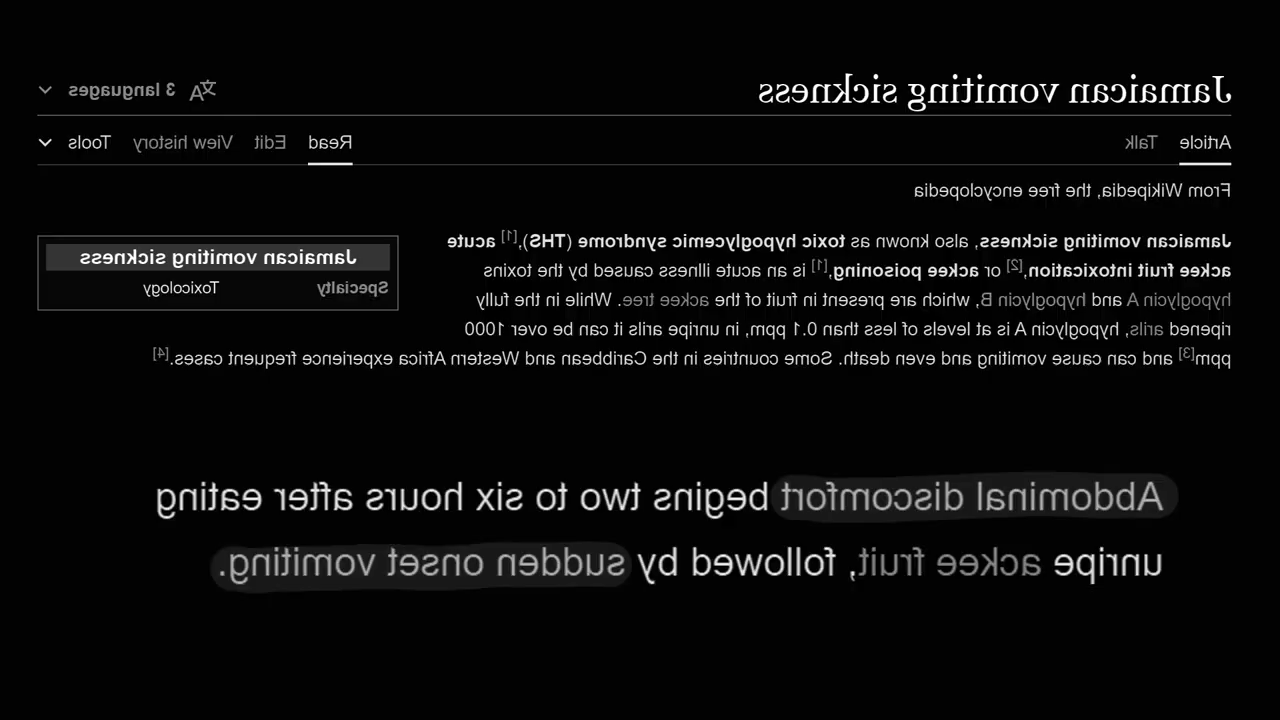 Jamaican vomiting sickness
3 languages
Article Talk
Read Edit View history Tools
From Wikipedia, the free encyclopedia
Jamaican vomiting sickness, also known as toxic hypoglycemic syndrome (THS),[1] acute
ackee fruit intoxication,[2] or ackee poisoning,[1] is an acute illness caused by the toxins
hypoglycin A and hypoglycin B, which are present in fruit of the ackee tree. While in the fully
ripened arils, hypoglycin A is at levels of less than 0.1 ppm, in unripe arils it can be over 1000
ppm[3] and can cause vomiting and even death. Some countries in the Caribbean and Western Africa experience frequent cases.[4]
Jamaican vomiting sickness
Specialty Toxicology
Abdominal discomfort begins two to six hours after eating
unripe ackee fruit, followed by sudden onset vomiting.